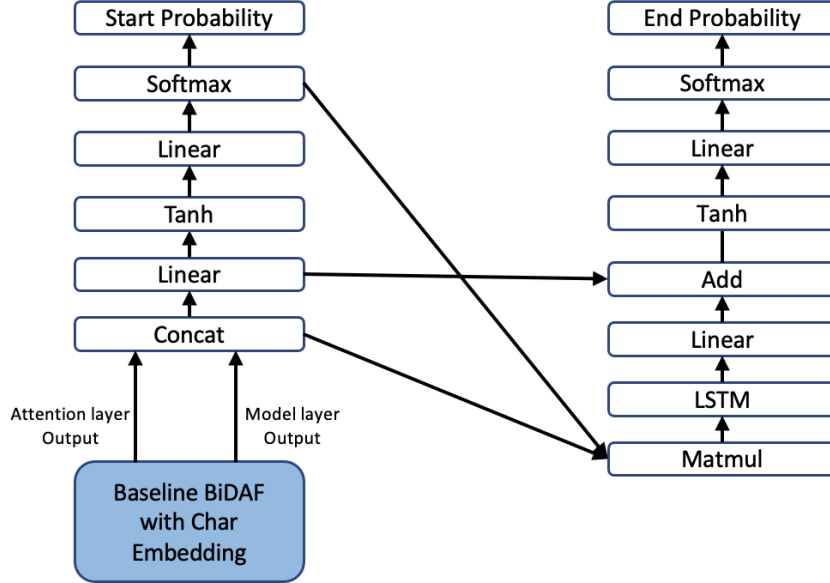 Start Probability
Softmax
Linear
Tanh
Linear
Concat
Attention layer
Output
Model layer
Output
Baseline BiDAF
with Char
Embedding
End Probability
Softmax
Linear
Tanh
Add
Linear
LSTM
Matmul